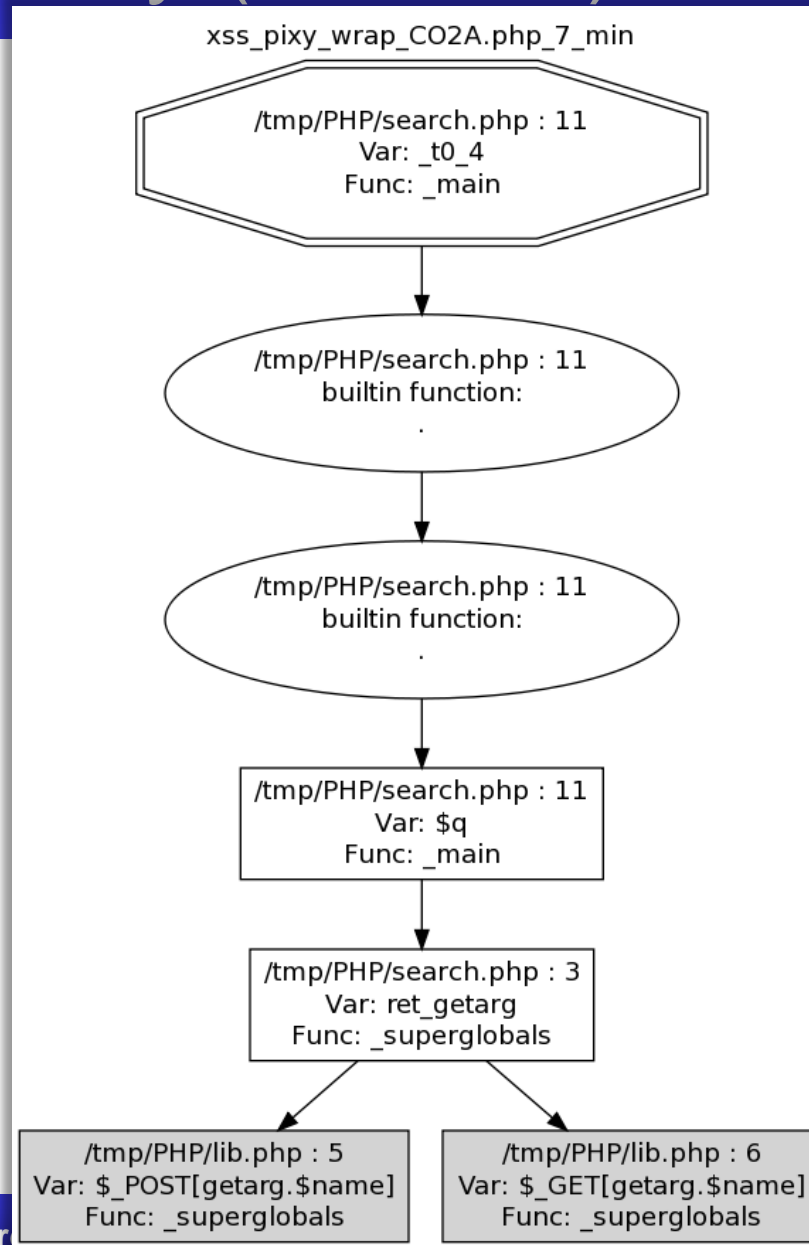 xss_pixy_wrap_CO2A.php_7_min
/tmp/PHP/search.php : 11
Var: _t0_4
Func: _main
/tmp/PHP/search.php : 11
builtin function:
.
/tmp/PHP/search.php : 11
builtin function:
.
/tmp/PHP/search.php : 11
Var: $q
Func: _main
/tmp/PHP/search.php : 3
Var: ret_getarg
Func: _superglobals
/tmp/PHP/lib.php : 5
Var: $_POST[getarg.$name]
Func: _superglobals
/tmp/PHP/lib.php : 6
Var: $_GET[getarg.$name]
Func: _superglobals